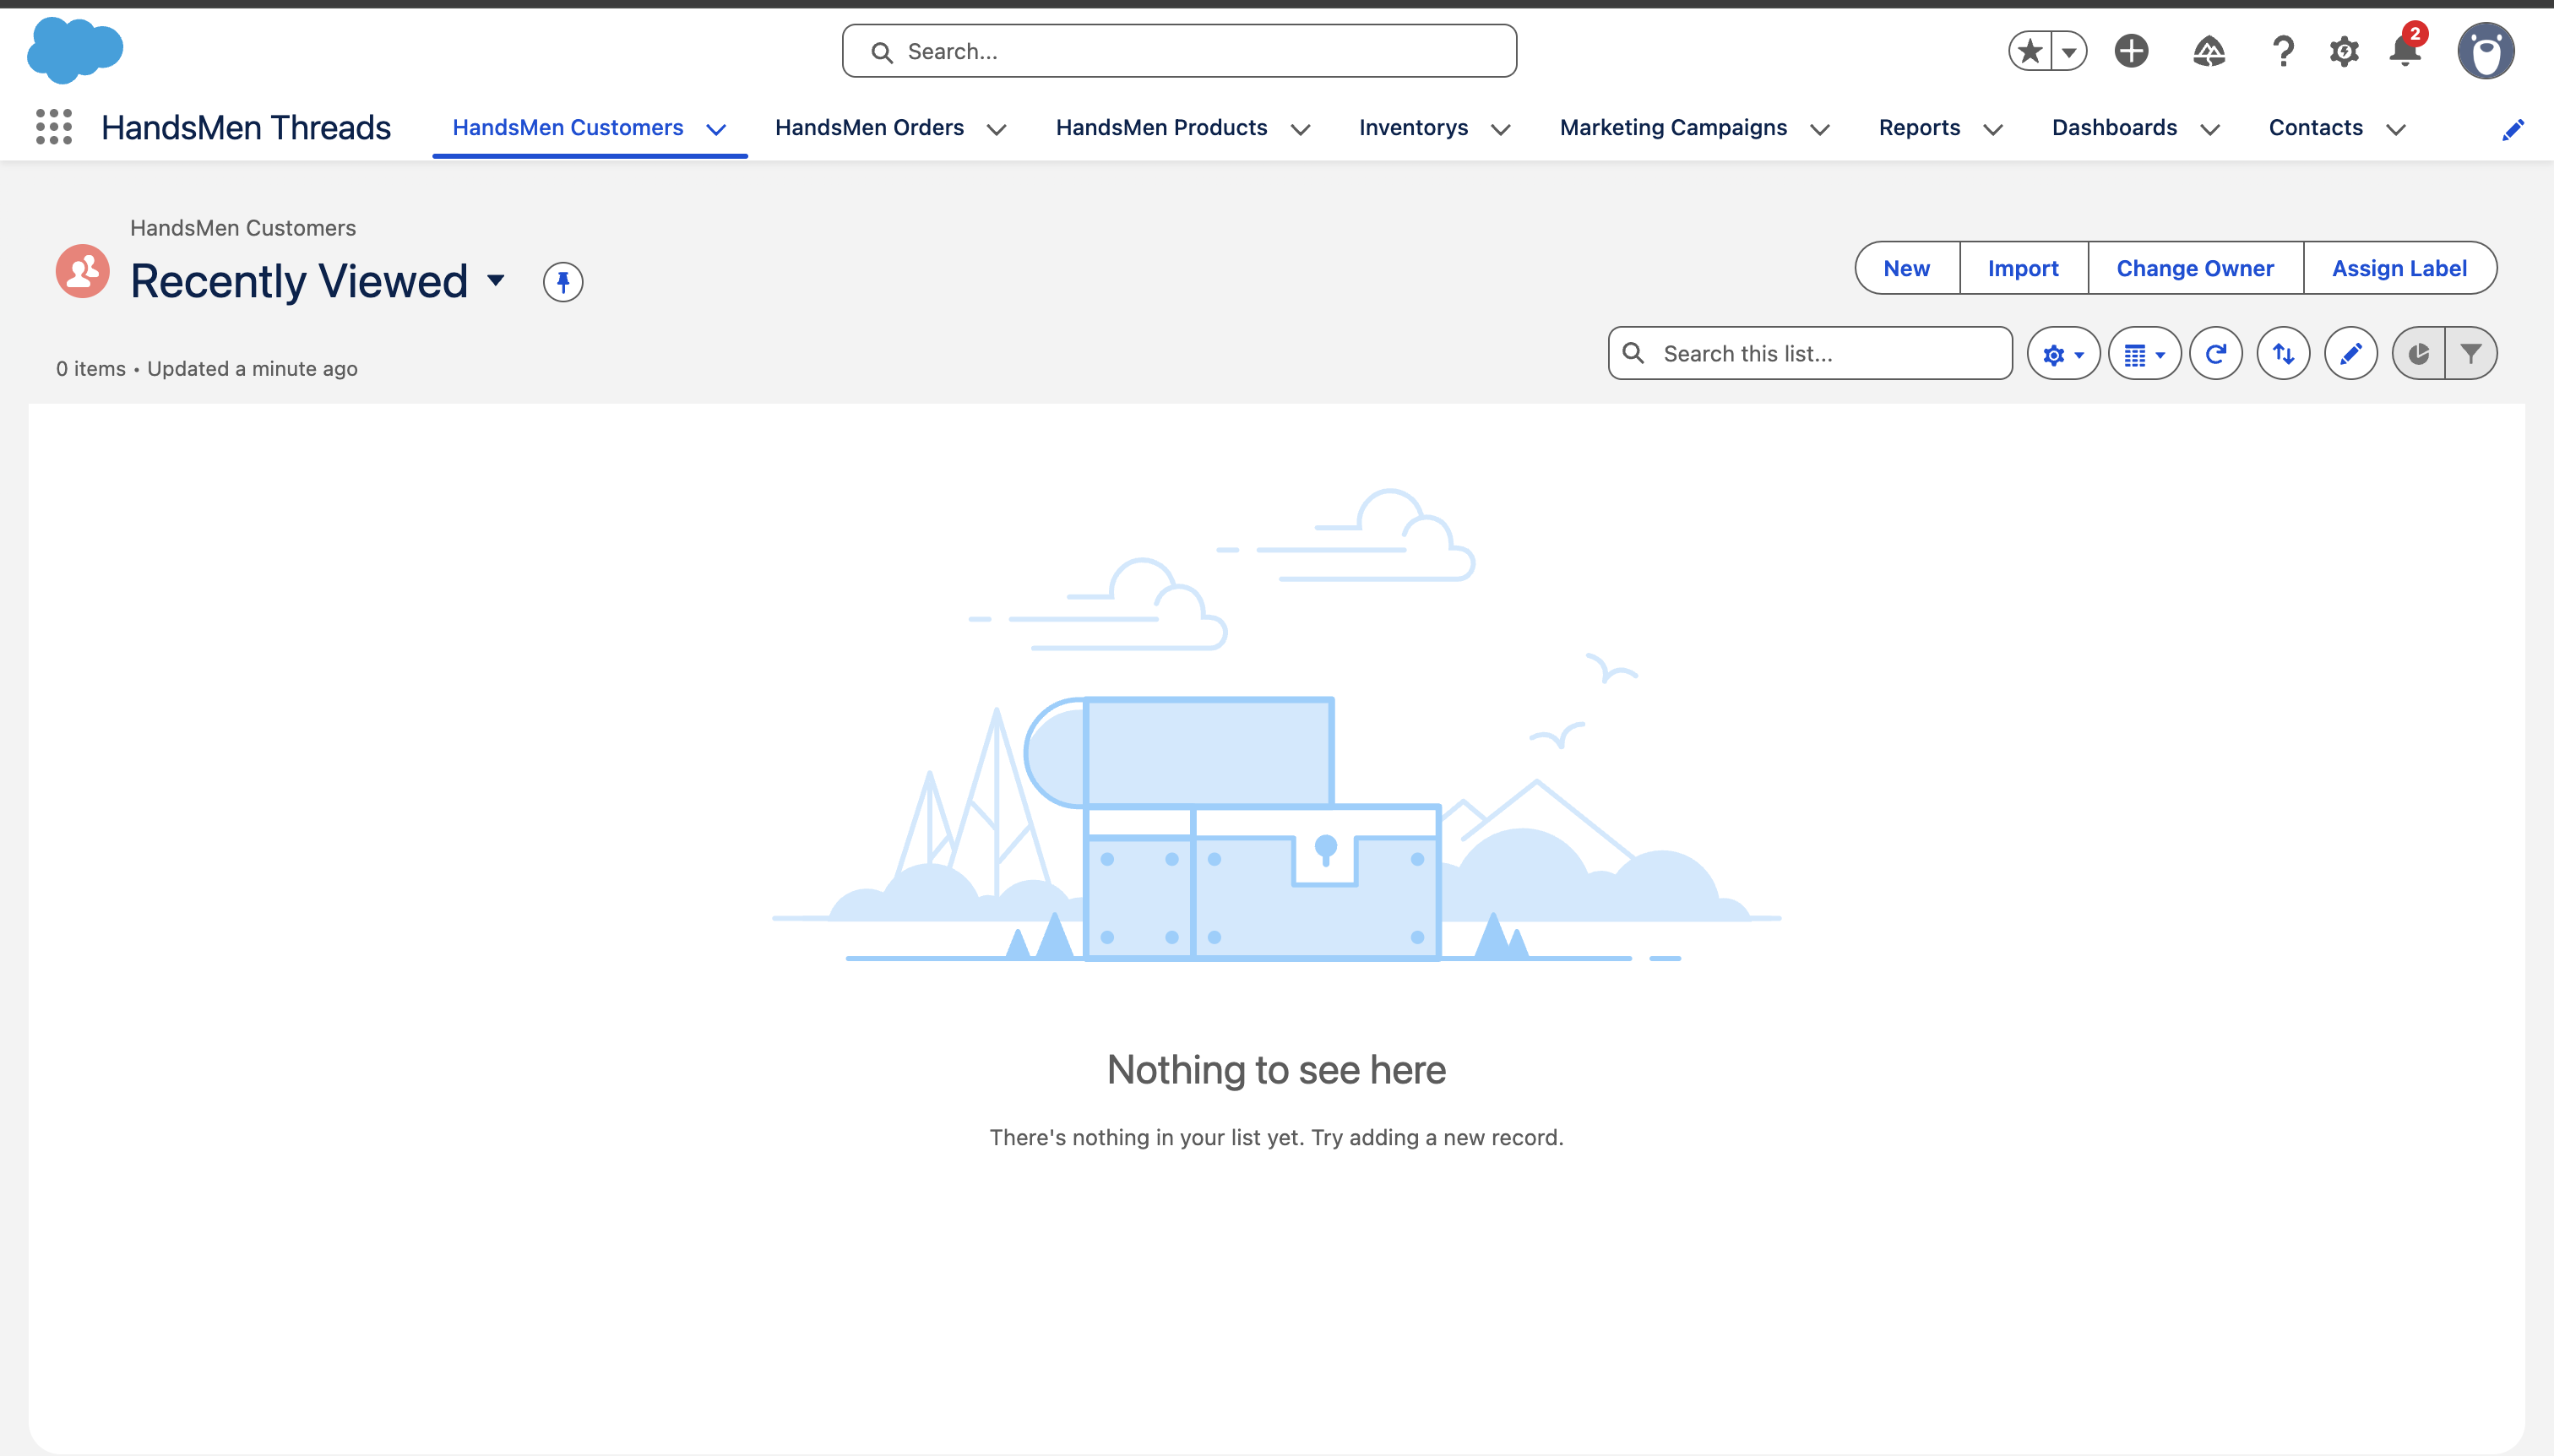 Search...
2
HandsMen Threads
HandsMen Customers
HandsMen Orders
HandsMen Products
Inventorys
Marketing Campaigns
Reports
Dashboards
Contacts
HandsMen Customers
Recently Viewed
New
Import
Change Owner
Assign Label
0 items • Updated a minute ago
Search this list...
Nothing to see here
There's nothing in your list yet. Try adding a new record.